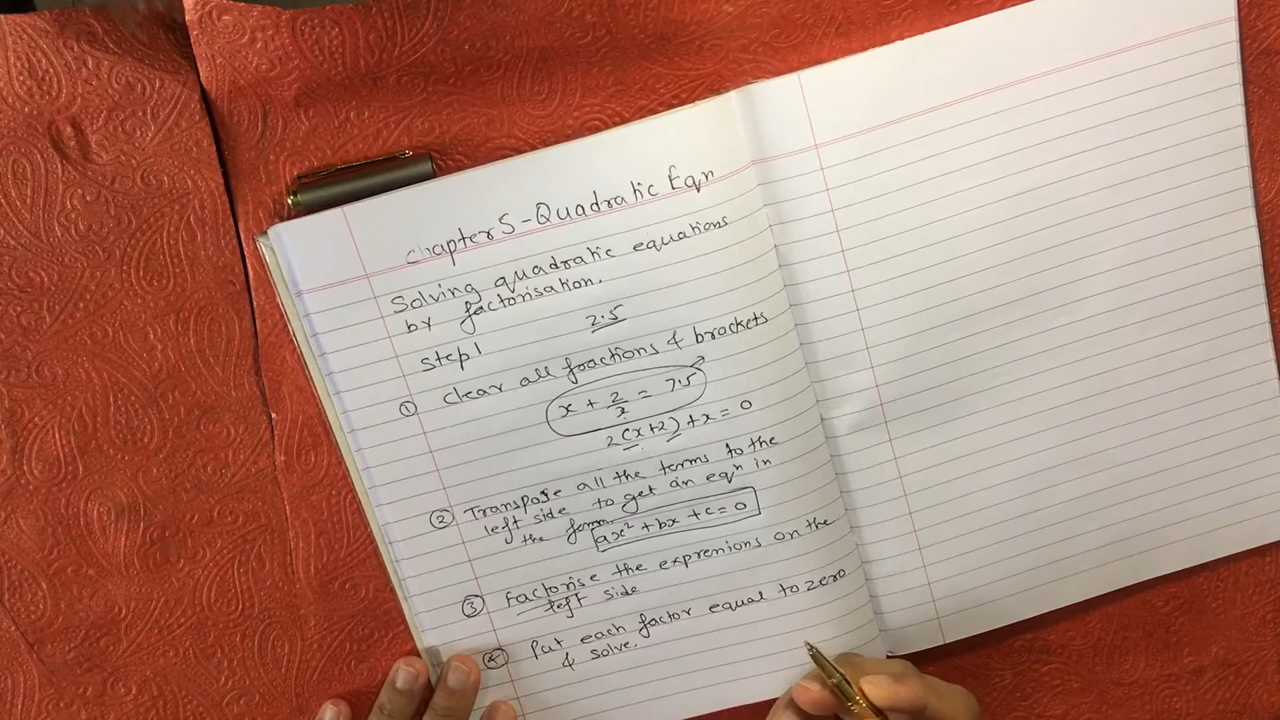 Chapter 5 - Quadratic Eqn
Solving quadratic equations
by factorisation.
2.5
Step 1
① Clear all fractions & brackets
x + 2/x = 7.5
2(x+2) + x = 0
② Transpose all the terms to the
left side to get an eqⁿ in
the form
ax² + bx + c = 0
③ Factorise the expressions on the
left side
④ Put each factor equal to zero
& solve.